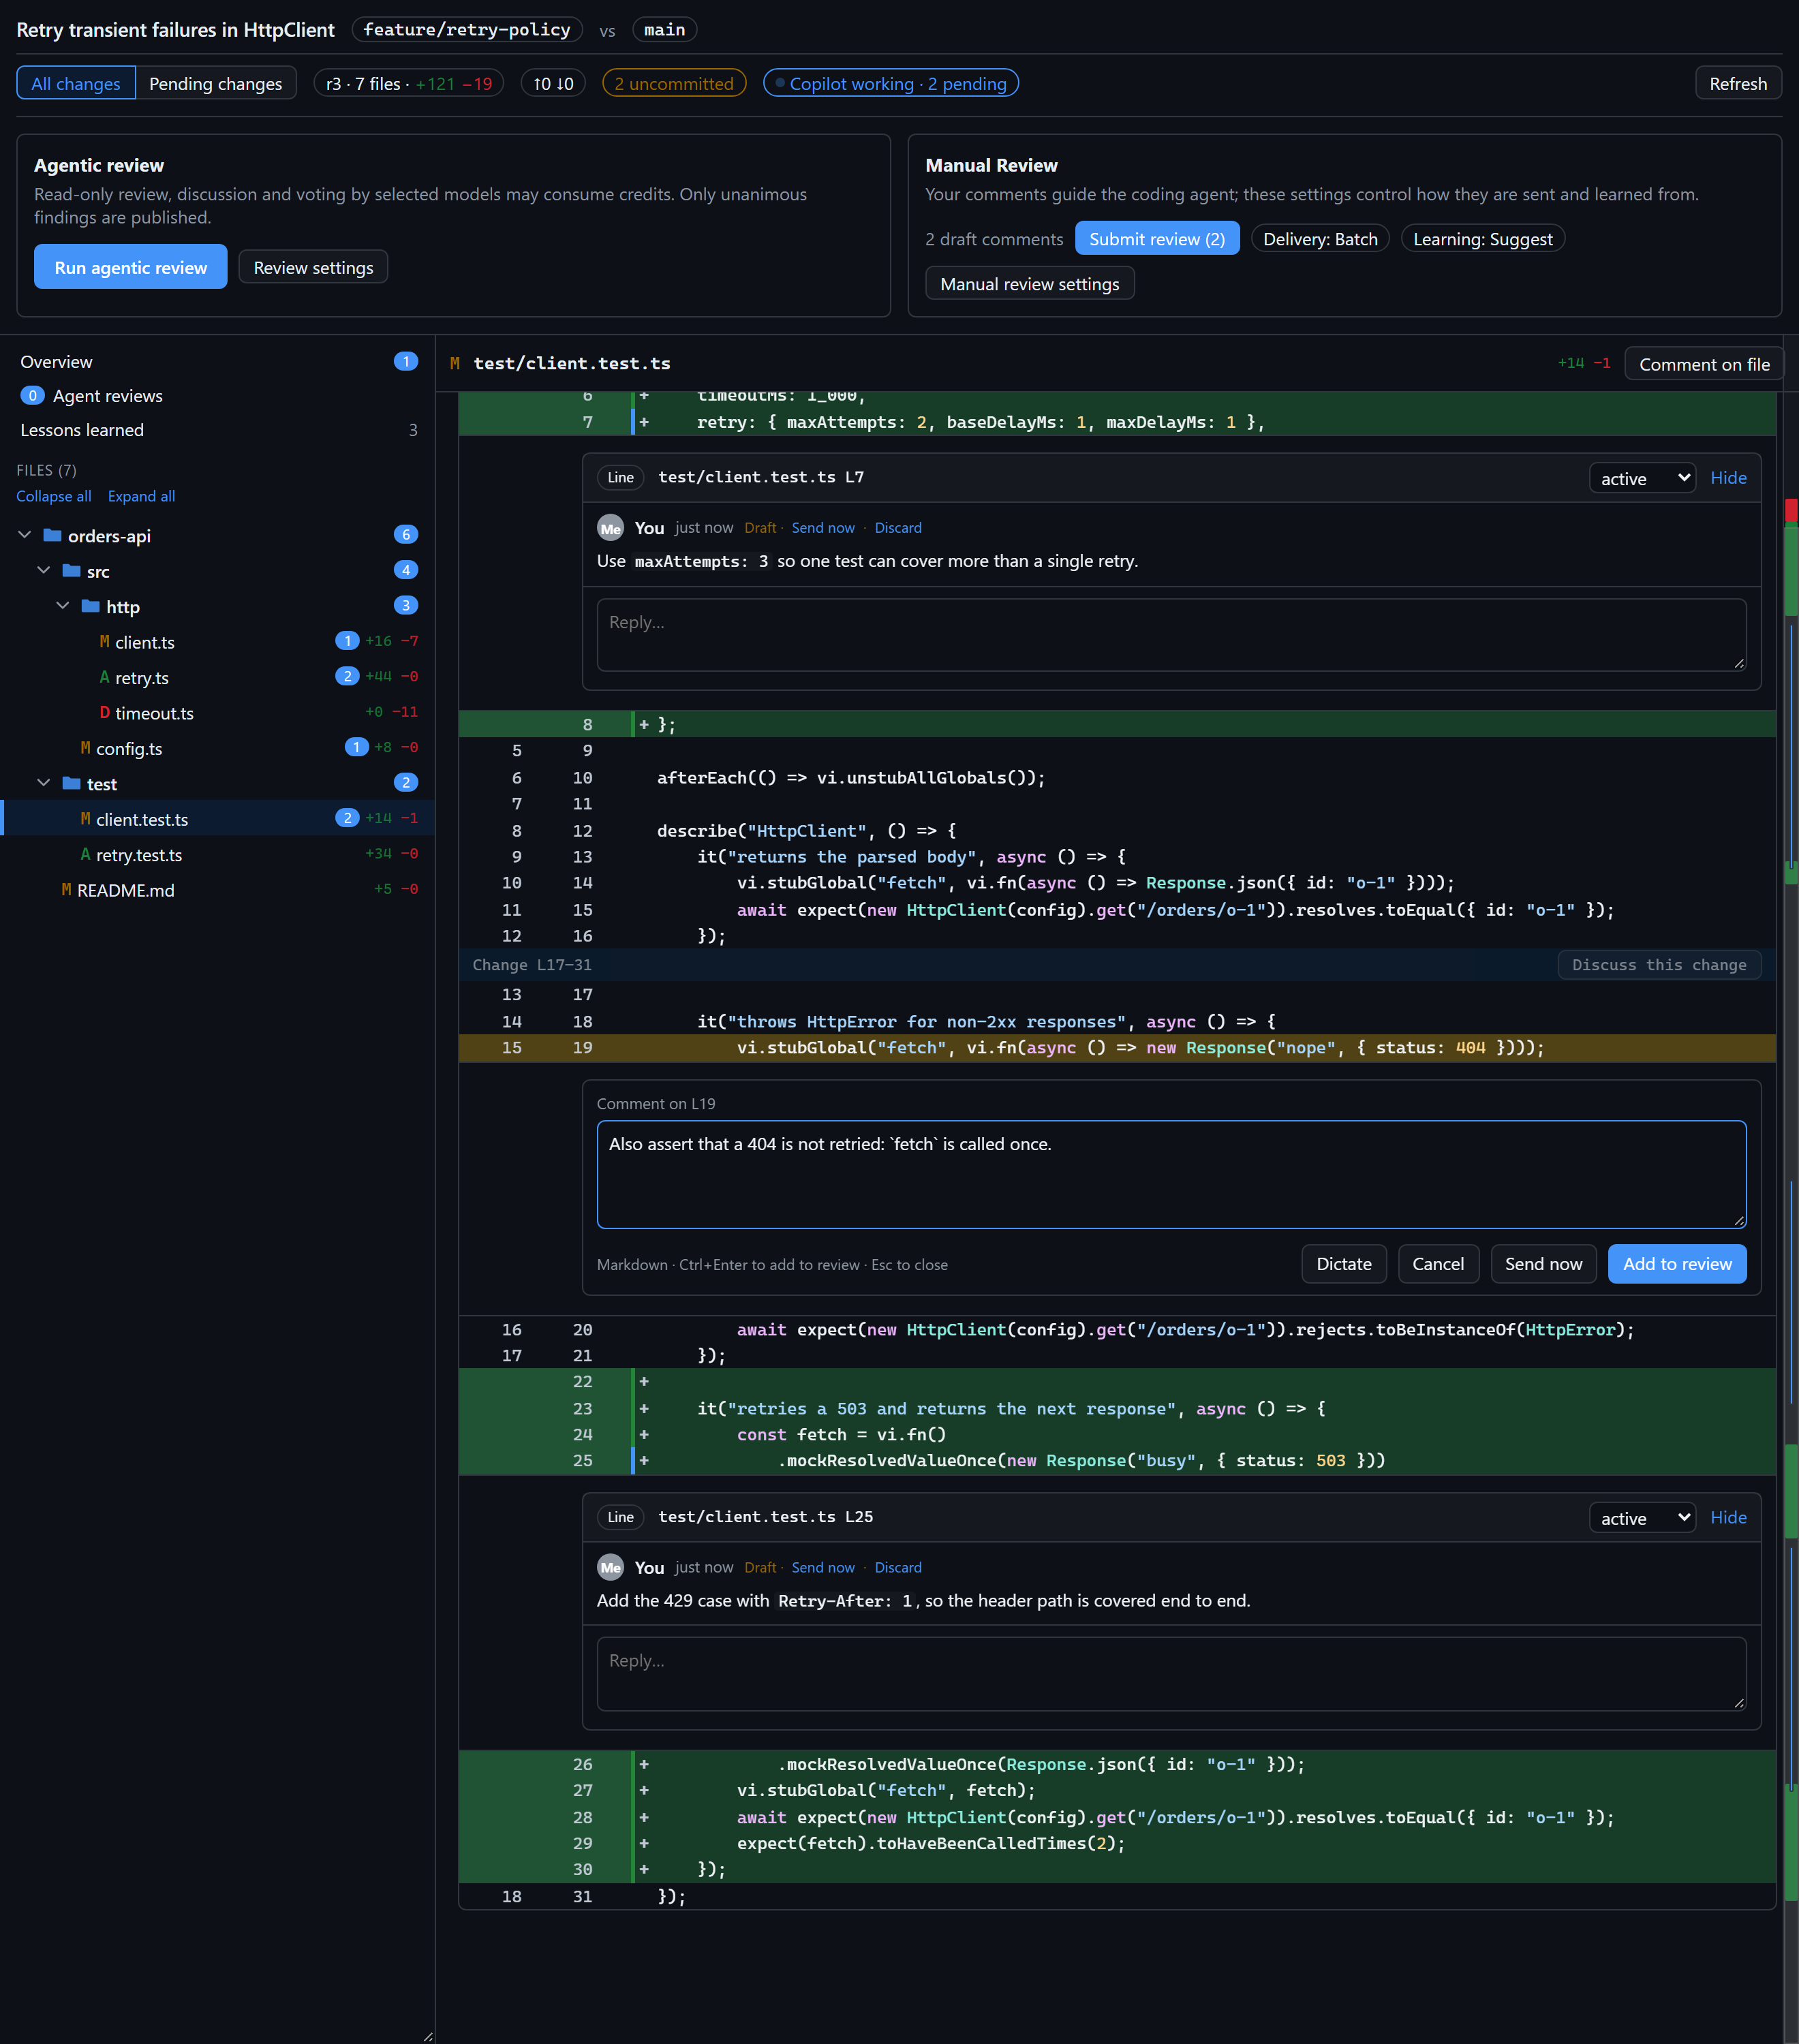 Retry transient failures in HttpClient feature/retry-policy vs main
All changes Pending changes r3 · 7 files · +121 −19 ↑0 ↓0 2 uncommitted Copilot working · 2 pending Refresh
Agentic review
Read-only review, discussion and voting by selected models may consume credits. Only unanimous
findings are published.
Run agentic review Review settings
Manual Review
Your comments guide the coding agent; these settings control how they are sent and learned from.
2 draft comments Submit review (2) Delivery: Batch Learning: Suggest
Manual review settings
Overview 1
0 Agent reviews
Lessons learned 3
FILES (7)
Collapse all Expand all
orders-api 6
src 4
http 3
M client.ts 1 +16 −7
A retry.ts 2 +44 −0
D timeout.ts +0 −11
M config.ts 1 +8 −0
test 2
M client.test.ts 2 +14 −1
A retry.test.ts +34 −0
M README.md +5 −0
M test/client.test.ts +14 −1 Comment on file
6 + timeoutMs: 1_000,
7 + retry: { maxAttempts: 2, baseDelayMs: 1, maxDelayMs: 1 },
Line test/client.test.ts L7 active Hide
Me You just now Draft · Send now · Discard
Use maxAttempts: 3 so one test can cover more than a single retry.
Reply...
8 + };
5 9
6 10 afterEach(() => vi.unstubAllGlobals());
7 11
8 12 describe("HttpClient", () => {
9 13 it("returns the parsed body", async () => {
10 14 vi.stubGlobal("fetch", vi.fn(async () => Response.json({ id: "o-1" })));
11 15 await expect(new HttpClient(config).get("/orders/o-1")).resolves.toEqual({ id: "o-1" });
12 16 });
Change L17–31 Discuss this change
13 17
14 18 it("throws HttpError for non-2xx responses", async () => {
15 19 vi.stubGlobal("fetch", vi.fn(async () => new Response("nope", { status: 404 })));
Comment on L19
Also assert that a 404 is not retried: `fetch` is called once.
Markdown · Ctrl+Enter to add to review · Esc to close Dictate Cancel Send now Add to review
16 20 await expect(new HttpClient(config).get("/orders/o-1")).rejects.toBeInstanceOf(HttpError);
17 21 });
22 +
23 + it("retries a 503 and returns the next response", async () => {
24 + const fetch = vi.fn()
25 + .mockResolvedValueOnce(new Response("busy", { status: 503 }))
Line test/client.test.ts L25 active Hide
Me You just now Draft · Send now · Discard
Add the 429 case with Retry-After: 1, so the header path is covered end to end.
Reply...
26 + .mockResolvedValueOnce(Response.json({ id: "o-1" }));
27 + vi.stubGlobal("fetch", fetch);
28 + await expect(new HttpClient(config).get("/orders/o-1")).resolves.toEqual({ id: "o-1" });
29 + expect(fetch).toHaveBeenCalledTimes(2);
30 + });
18 31 });